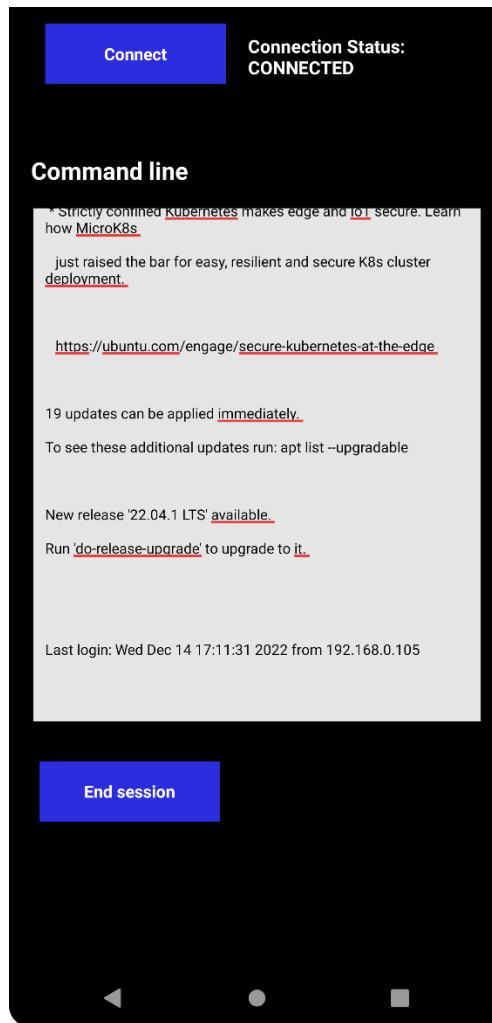 Connect
Connection Status:
CONNECTED
Command line
* Strictly confined Kubernetes makes edge and IoT secure. Learn
how MicroK8s
just raised the bar for easy, resilient and secure K8s cluster
deployment.
https://ubuntu.com/engage/secure-kubernetes-at-the-edge
19 updates can be applied immediately.
To see these additional updates run: apt list --upgradable
New release '22.04.1 LTS' available.
Run 'do-release-upgrade' to upgrade to it.
Last login: Wed Dec 14 17:11:31 2022 from 192.168.0.105
End session